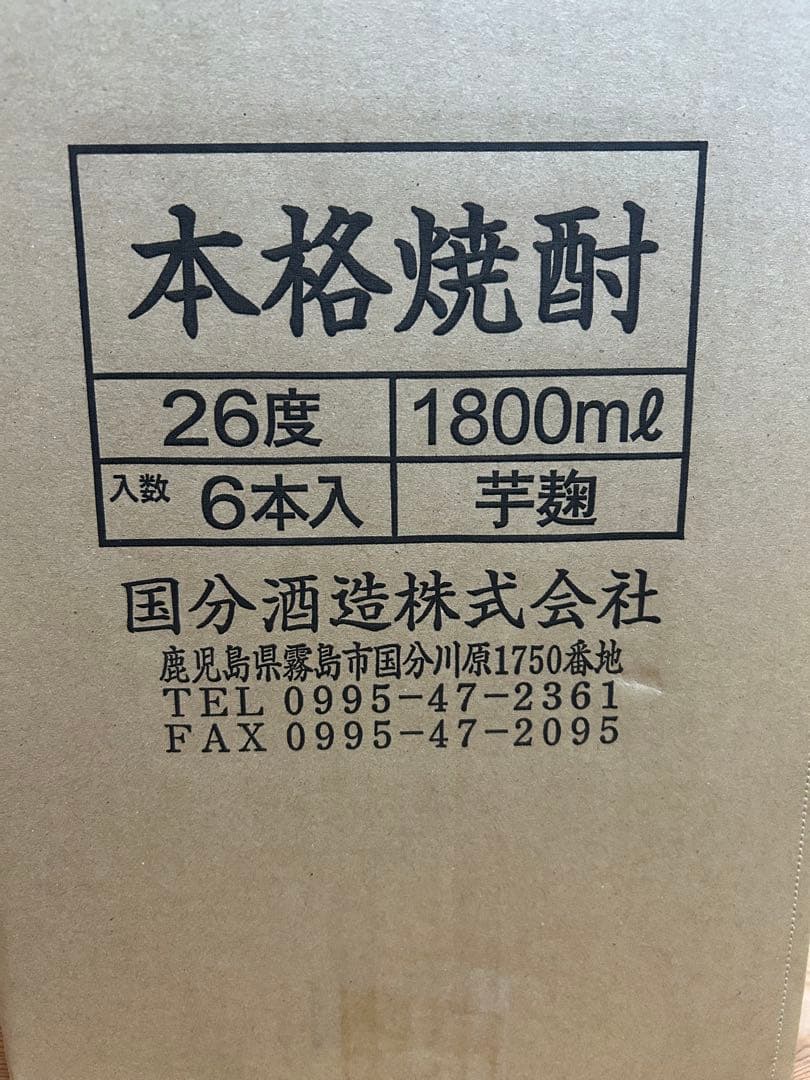 本格焼酎
26度 1800mℓ
入数 6本入 芋麹
国分酒造株式会社
鹿児島県霧島市国分川原1750番地
TEL 0995-47-2361
FAX 0995-47-2095